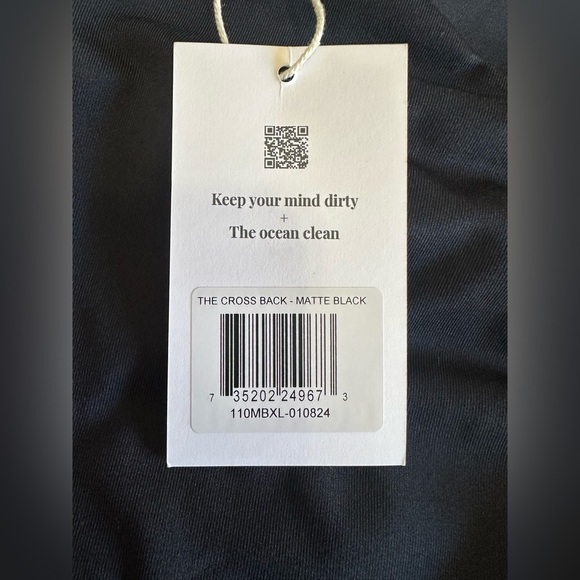 Keep your mind dirty
+
The ocean clean
THE CROSS BACK - MATTE BLACK
7 35202 24967 3
110MBXL-010824